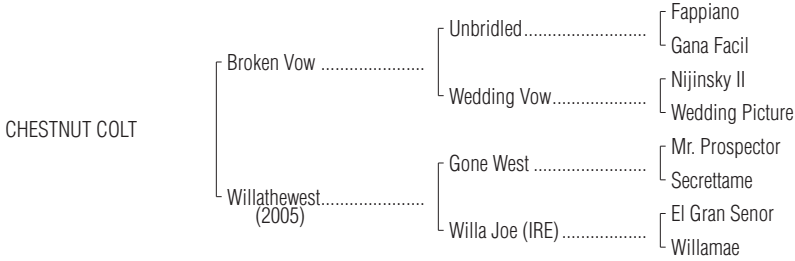 Fappiano
Unbridled..........................
Gana Facil
Broken Vow ......................
Nijinsky II
Wedding Vow....................
Wedding Picture
CHESTNUT COLT
Mr. Prospector
Gone West ........................
Secrettame
Willathewest......................
(2005)
El Gran Senor
Willa Joe (IRE)..................
Willamae